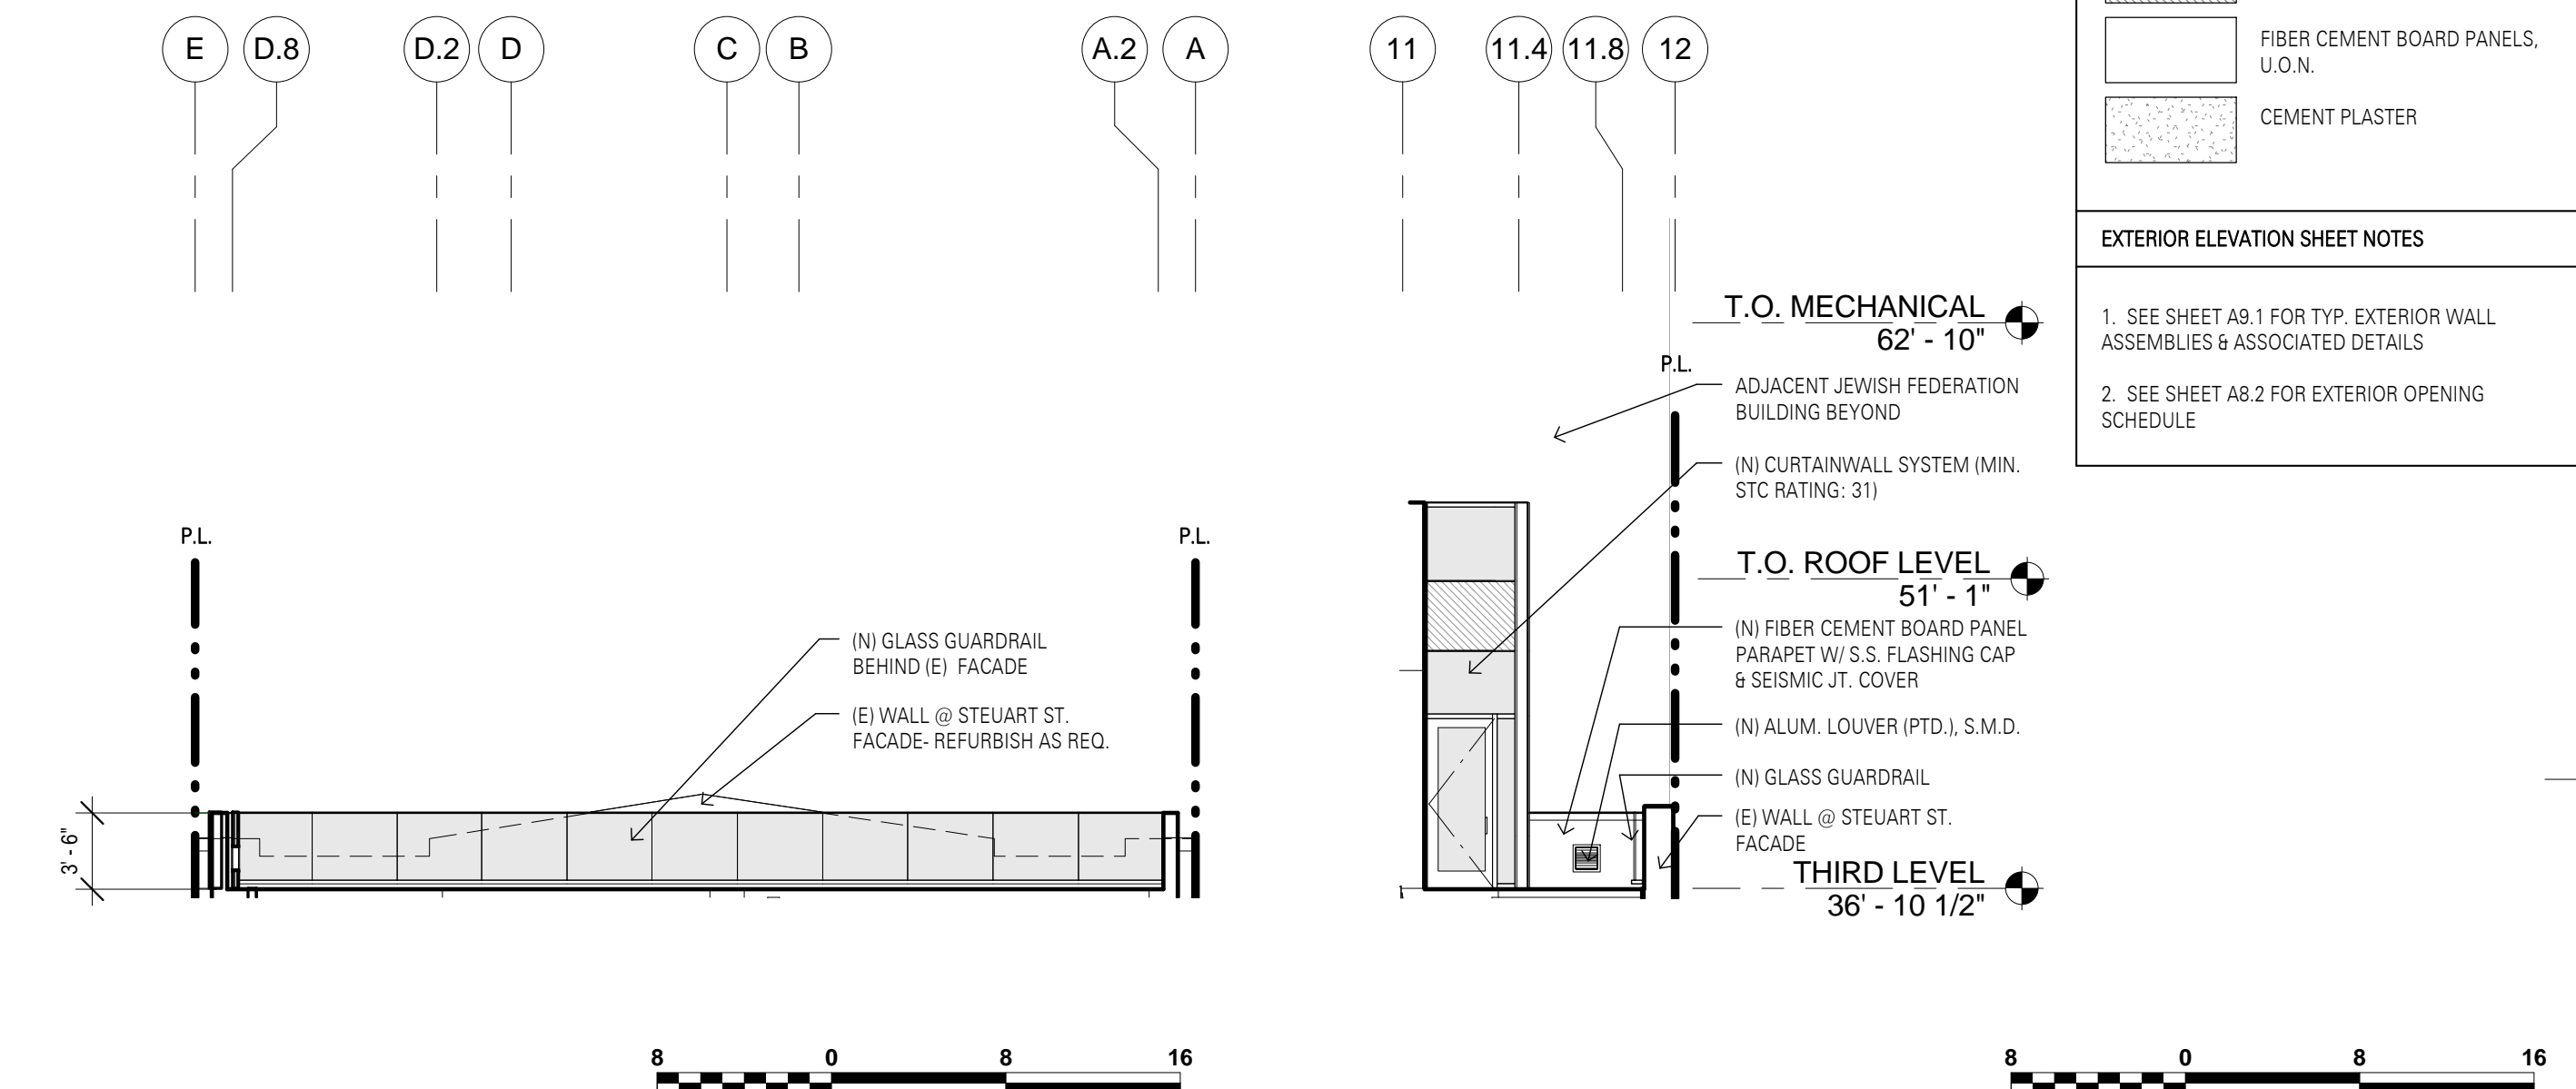 E
D.8
D.2
D
C
B
A.2
A
11
11.4
11.8
12
FIBER CEMENT BOARD PANELS,
U.O.N.
CEMENT PLASTER
EXTERIOR ELEVATION SHEET NOTES
1. SEE SHEET A9.1 FOR TYP. EXTERIOR WALL
ASSEMBLIES & ASSOCIATED DETAILS
2. SEE SHEET A8.2 FOR EXTERIOR OPENING
SCHEDULE
T.O. MECHANICAL
62' - 10"
P.L.
ADJACENT JEWISH FEDERATION
BUILDING BEYOND
(N) CURTAINWALL SYSTEM (MIN.
STC RATING: 31)
T.O. ROOF LEVEL
51' - 1"
(N) FIBER CEMENT BOARD PANEL
PARAPET W/ S.S. FLASHING CAP
& SEISMIC JT. COVER
(N) ALUM. LOUVER (PTD.), S.M.D.
(N) GLASS GUARDRAIL
(E) WALL @ STEUART ST.
FACADE
THIRD LEVEL
36' - 10 1/2"
P.L.
P.L.
(N) GLASS GUARDRAIL
BEHIND (E) FACADE
(E) WALL @ STEUART ST.
FACADE- REFURBISH AS REQ.
3' - 6"
8 0 8 16
8 0 8 16